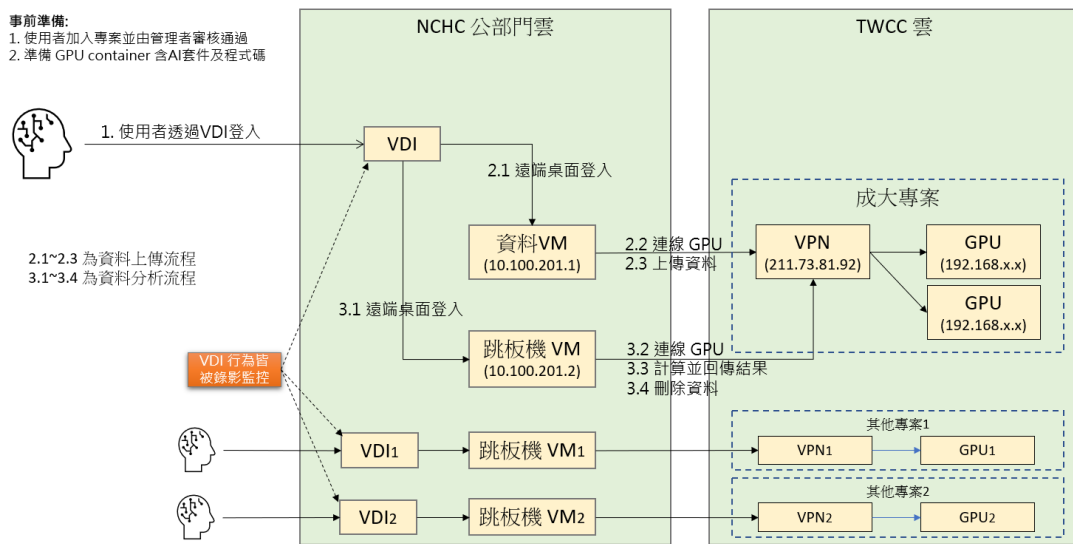 事前準備:
1. 使用者加入專案並由管理者審核通過
2. 準備 GPU container 含AI套件及程式碼
NCHC 公部門雲
TWCC 雲
1. 使用者透過VDI登入
VDI
2.1 遠端桌面登入
成大專案
資料VM
(10.100.201.1)
2.2 連線 GPU
2.3 上傳資料
VPN
(211.73.81.92)
GPU
(192.168.x.x)
GPU
(192.168.x.x)
2.1~2.3 為資料上傳流程
3.1~3.4 為資料分析流程
3.1 遠端桌面登入
跳板機 VM
(10.100.201.2)
3.2 連線 GPU
3.3 計算並回傳結果
3.4 刪除資料
VDI 行為皆
被錄影監控
其他專案1
VDI1
跳板機 VM1
VPN1
GPU1
其他專案2
VDI2
跳板機 VM2
VPN2
GPU2